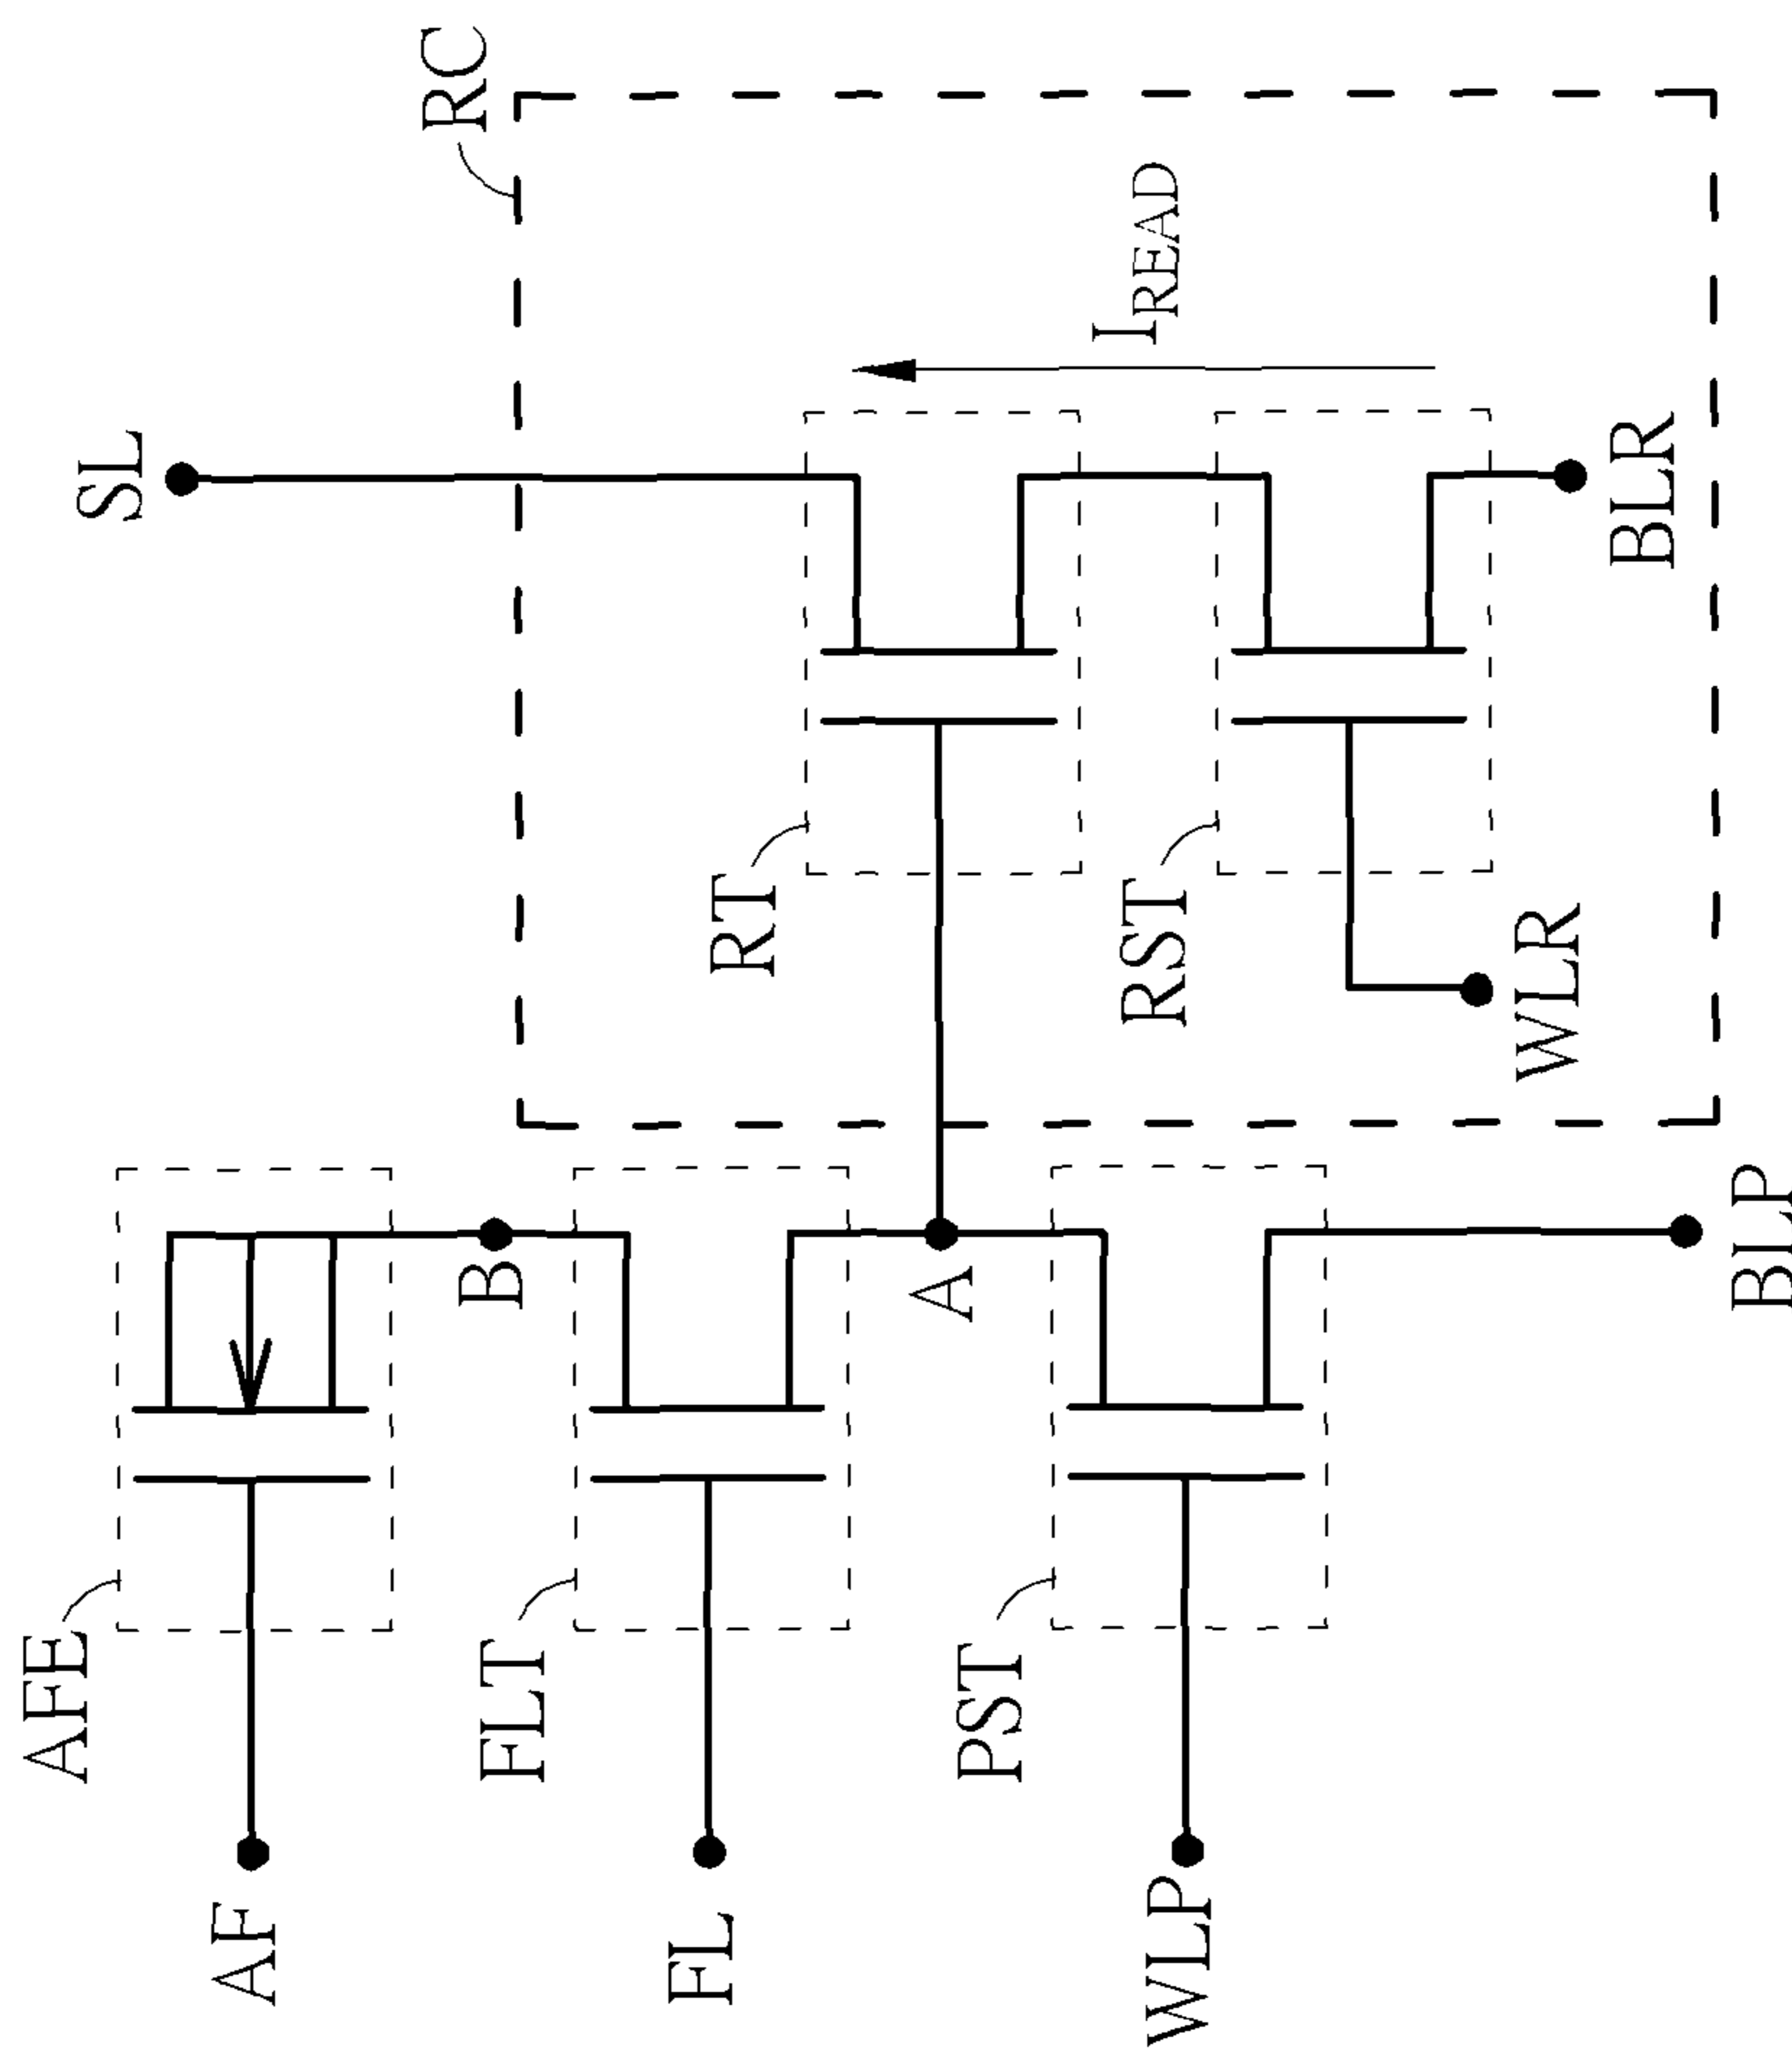 AFE
SL
AF
RC
B
FLT
FL
RT
A
PST
I_READ
RST
WLP
WLR
BLR
BLP